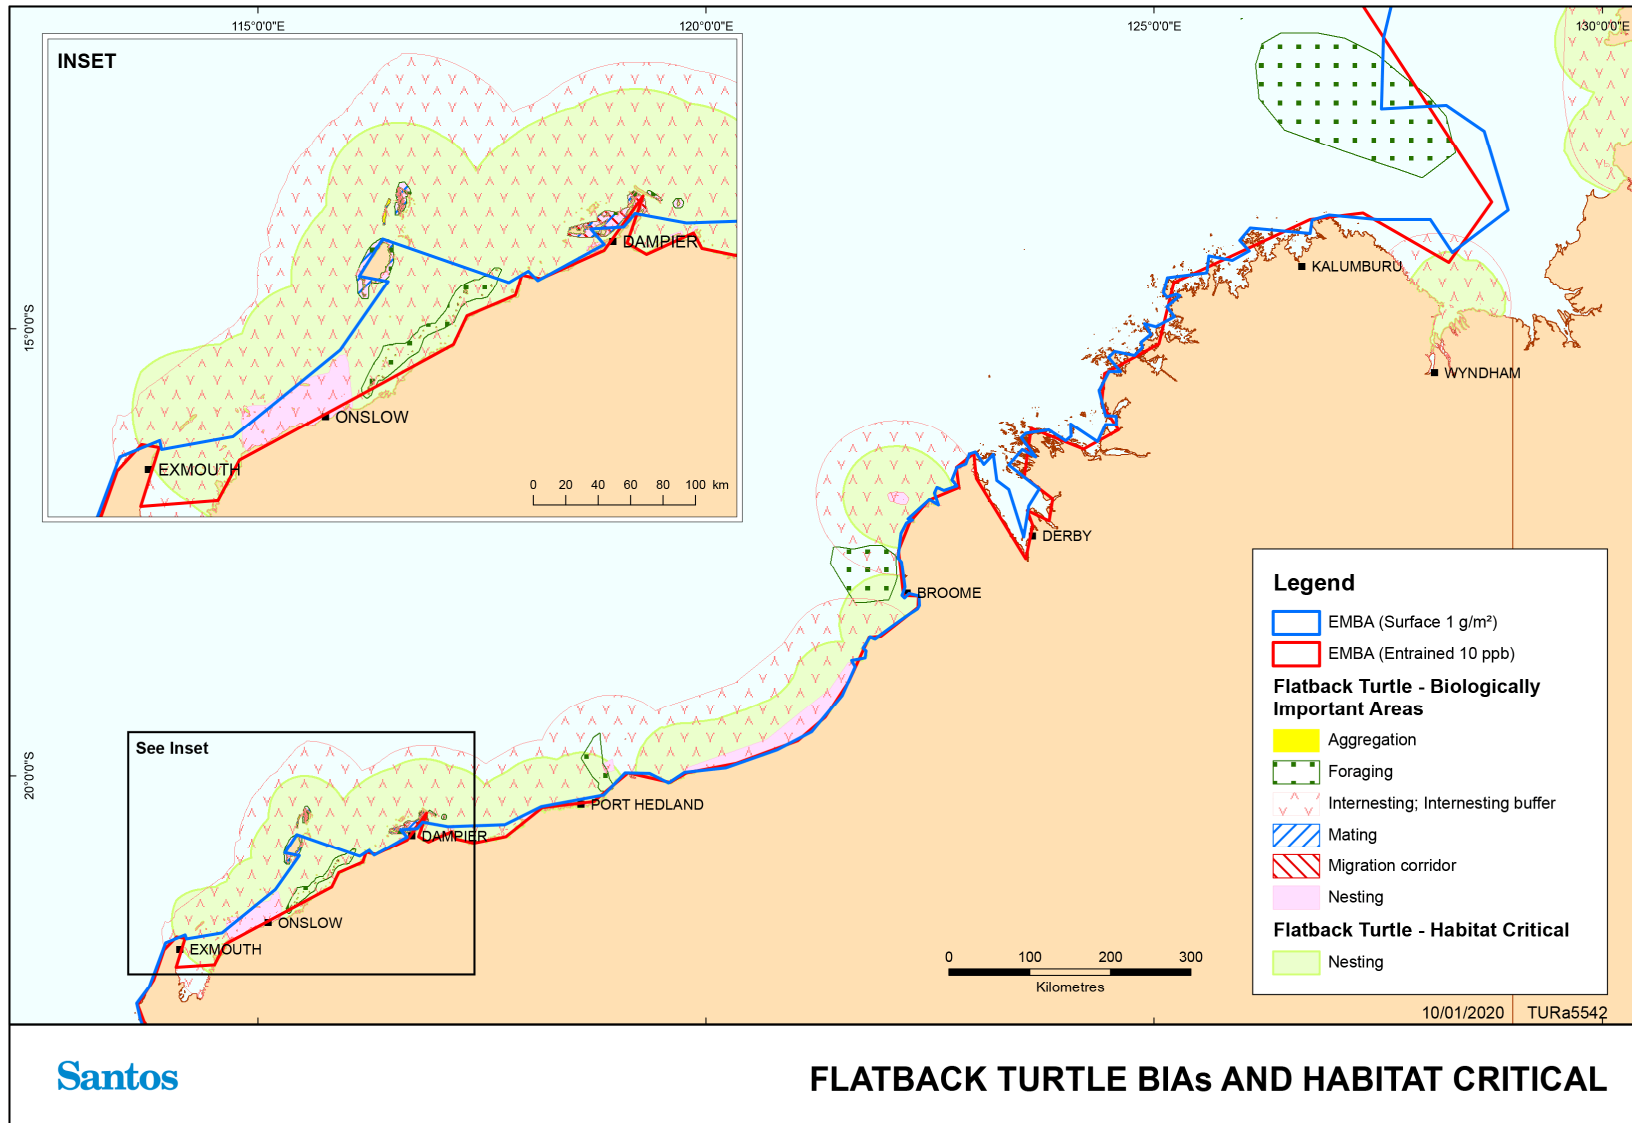 115°0'0"E
120°0'0"E
125°0'0"E
130°0'0"E
15°0'0"S
20°0'0"S
INSET
DAMPIER
ONSLOW
EXMOUTH
0 20 40 60 80 100 km
KALUMBURU
WYNDHAM
DERBY
BROOME
PORT HEDLAND
See Inset
DAMPIER
ONSLOW
EXMOUTH
0 100 200 300
Kilometres
Legend
EMBA (Surface 1 g/m²)
EMBA (Entrained 10 ppb)
Flatback Turtle - Biologically
Important Areas
Aggregation
Foraging
Internesting; Internesting buffer
Mating
Migration corridor
Nesting
Flatback Turtle - Habitat Critical
Nesting
10/01/2020 TURa5542
Santos
FLATBACK TURTLE BIAs AND HABITAT CRITICAL